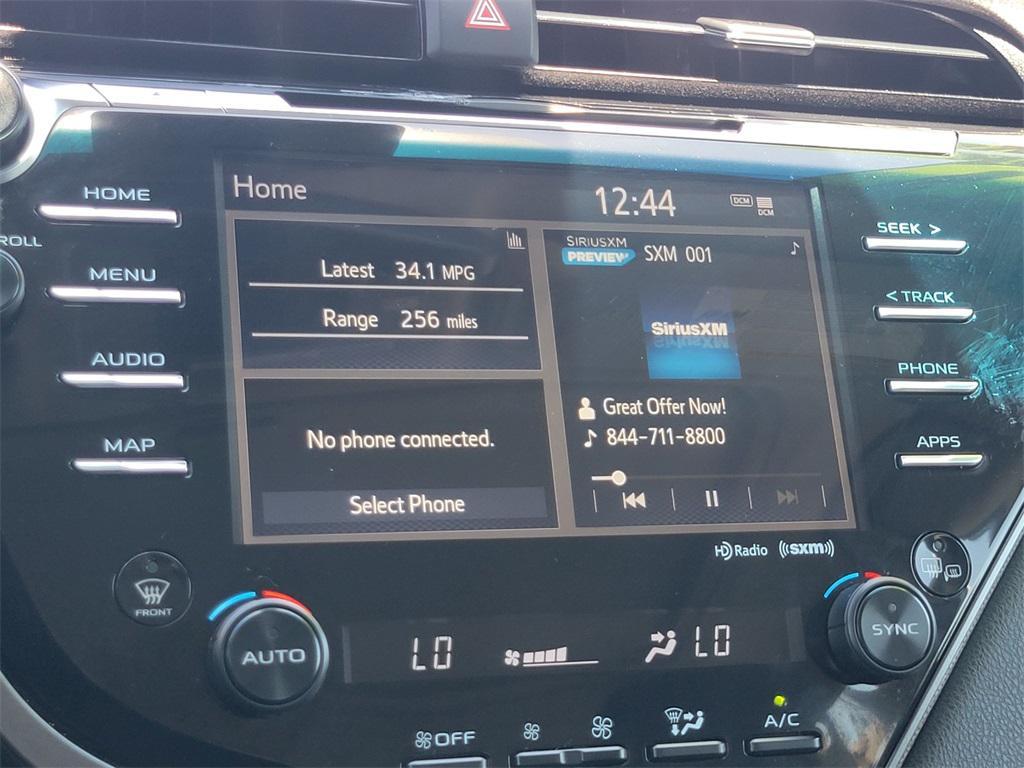 Home 12:44 DCM DCM
HOME
ROLL
MENU
AUDIO
MAP
Latest 34.1 MPG
Range 256 miles
No phone connected.
Select Phone
SIRIUSXM
PREVIEW SXM 001
SiriusXM
Great Offer Now!
844-711-8800
SEEK >
< TRACK
PHONE
APPS
HD Radio ((sxm))
FRONT
AUTO
LO LO
SYNC
OFF
A/C